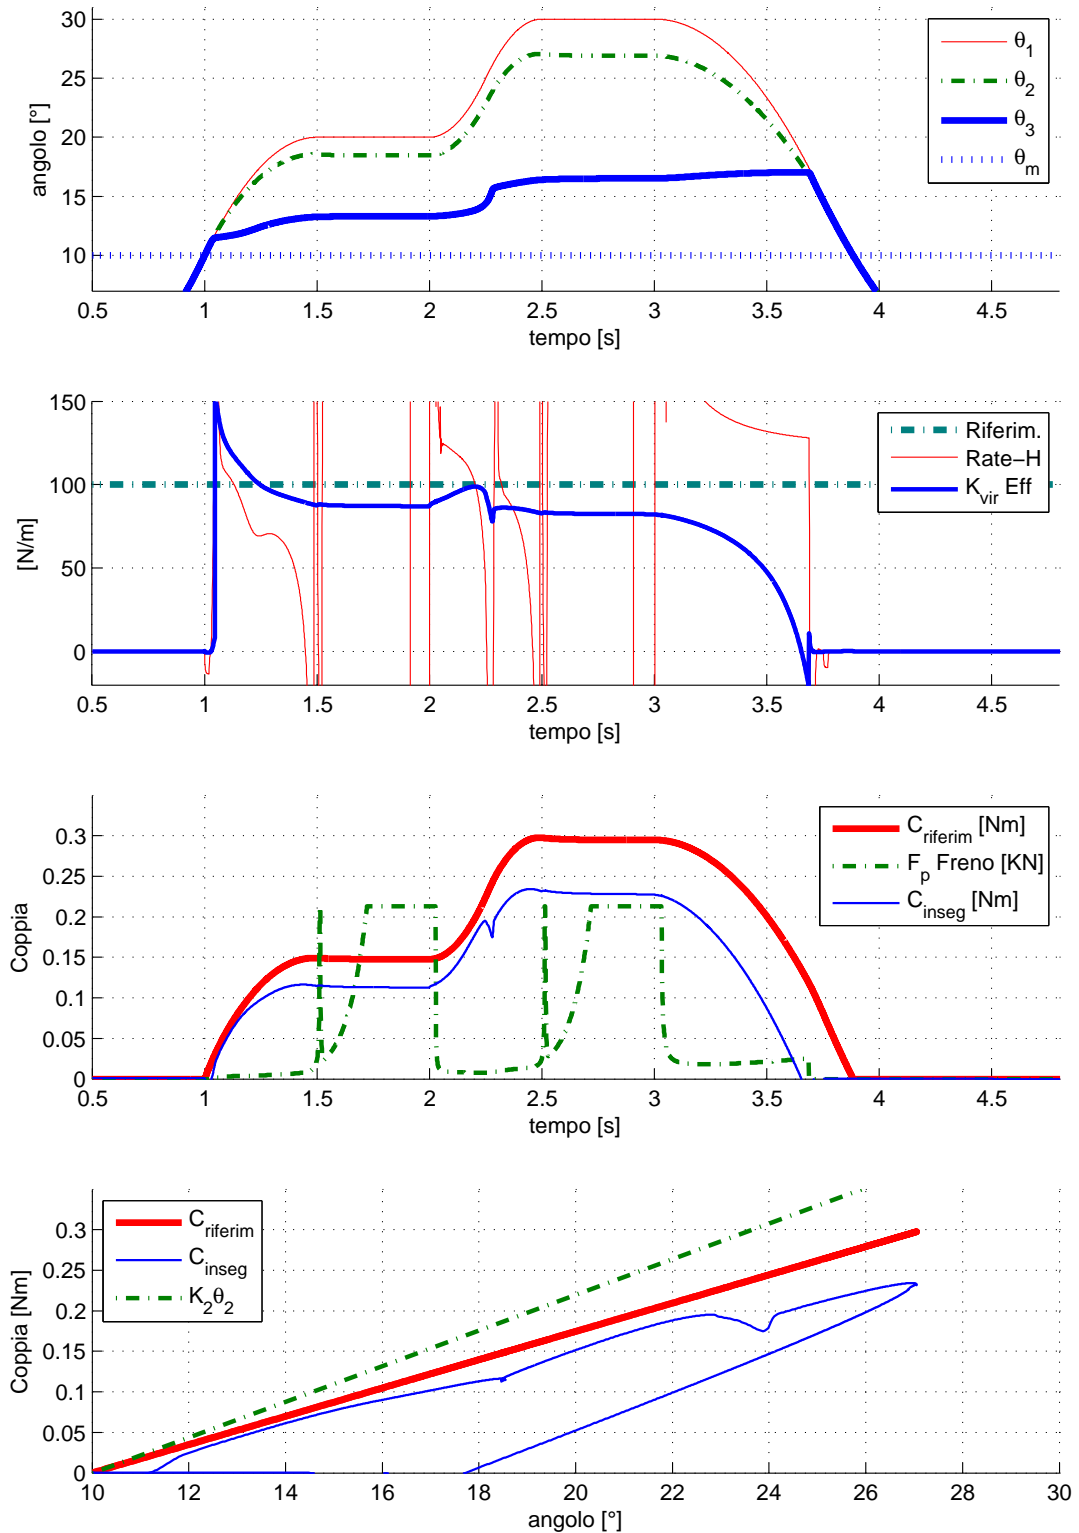 30
25
20
15
10
angolo [°]
θ1
θ2
θ3
θm
0.5 1 1.5 2 2.5 3 3.5 4 4.5
tempo [s]
150
100
50
0
[N/m]
Riferim.
Rate−H
Kvir Eff
0.5 1 1.5 2 2.5 3 3.5 4 4.5
tempo [s]
0.3
0.25
0.2
0.15
0.1
0.05
0
Coppia
Criferim [Nm]
Fp Freno [KN]
Cinseg [Nm]
0.5 1 1.5 2 2.5 3 3.5 4 4.5
tempo [s]
0.3
0.25
0.2
0.15
0.1
0.05
0
Coppia [Nm]
Criferim
Cinseg
K2θ2
10 12 14 16 18 20 22 24 26 28 30
angolo [°]